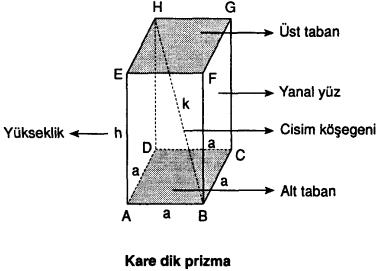 H G
Üst taban
E F
k
Yanal yüz
Yükseklik h
Cisim köşegeni
D a C
a a
Alt taban
A a B
Kare dik prizma